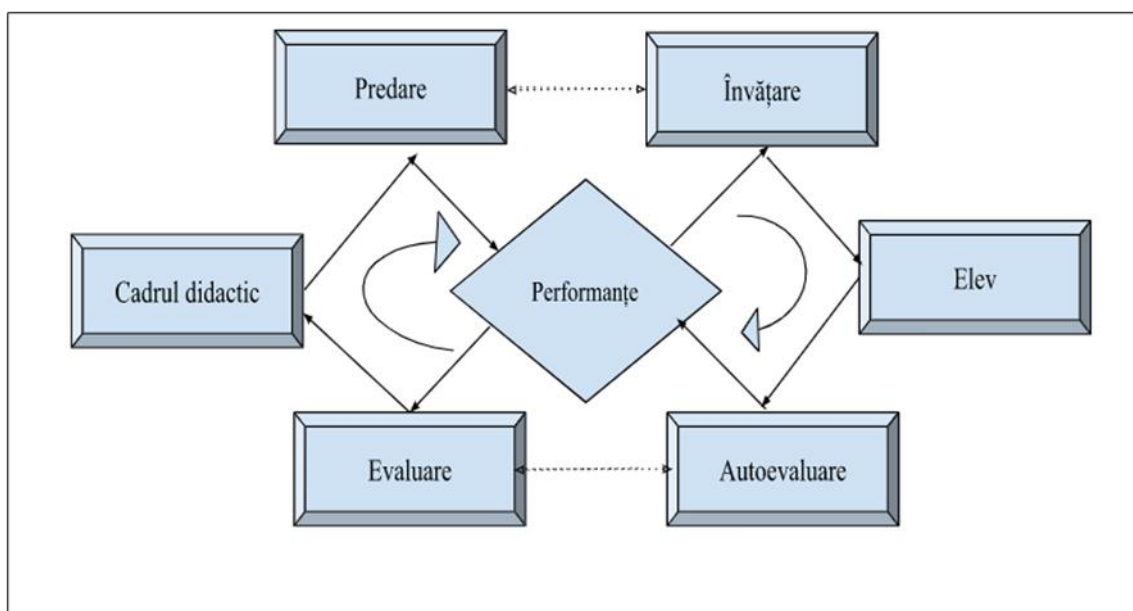 Predare
Învățare
Cadrul didactic
Performanțe
Elev
Evaluare
Autoevaluare